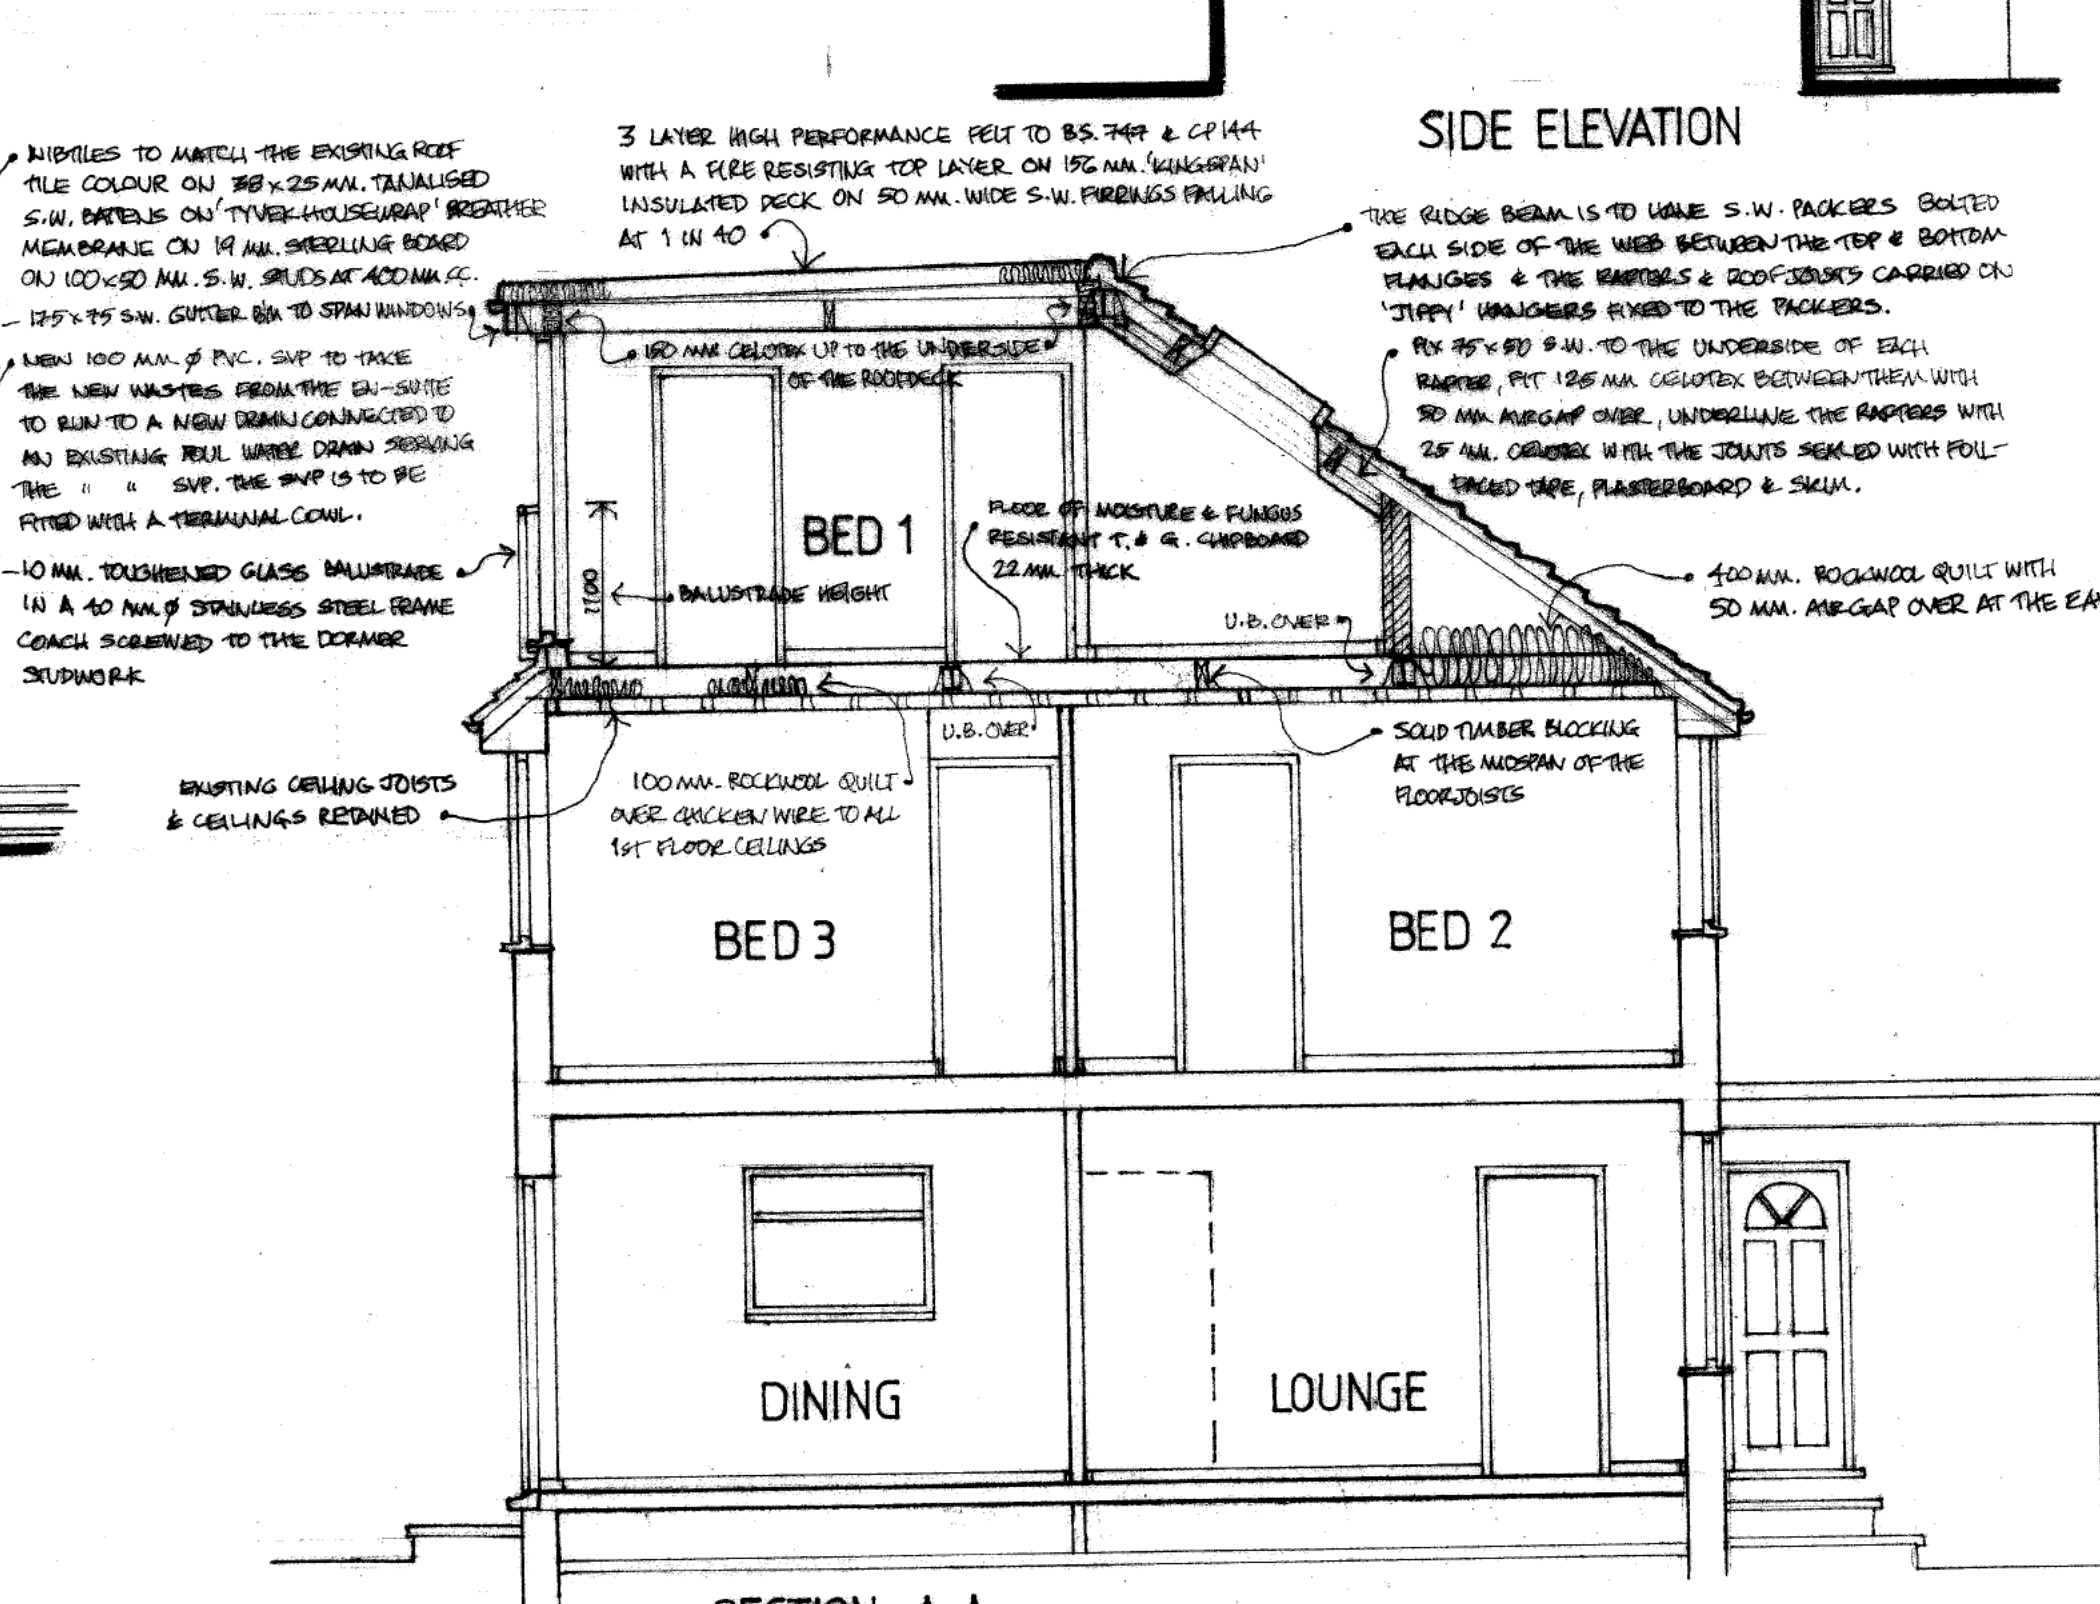 SIDE ELEVATION
NIBTILES TO MATCH THE EXISTING ROOF
TILE COLOUR ON 38 x 25 MM. TANALISED
S.W. BATTENS ON 'TYVEK HOUSEWRAP' BREATHER
MEMBRANE ON 19 MM. STERLING BOARD
ON 100 x 50 MM. S.W. STUDS AT 400 MM. CC.
175 x 75 S.W. GUTTER B'M TO SPAN WINDOWS
NEW 100 MM. Ø PVC. SVP TO TAKE
THE NEW WASTES FROM THE EN-SUITE
TO RUN TO A NEW DRAIN CONNECTED TO
AN EXISTING FOUL WATER DRAIN SERVING
THE " " SVP. THE SVP IS TO BE
FITTED WITH A TERMINAL COWL.
10 MM. TOUGHENED GLASS BALUSTRADE
IN A 40 MM Ø STAINLESS STEEL FRAME
COACH SCREWED TO THE DORMER
STUDWORK
3 LAYER HIGH PERFORMANCE FELT TO BS. 747 & CP 144
WITH A FIRE RESISTING TOP LAYER ON 156 MM. 'KINGSPAN'
INSULATED DECK ON 50 MM. WIDE S.W. FIRRINGS FALLING
AT 1 IN 40
THE RIDGE BEAM IS TO HAVE S.W. PACKERS BOLTED
EACH SIDE OF THE WEB BETWEEN THE TOP & BOTTOM
FLANGES & THE RAFTERS & ROOF JOISTS CARRIED ON
'JIFFY' HANGERS FIXED TO THE PACKERS.
FIX 75 x 50 S.W. TO THE UNDERSIDE OF EACH
RAFTER, FIT 125 MM CELOTEX BETWEEN THEM WITH
50 MM. AIRGAP OVER, UNDERLINE THE RAFTERS WITH
25 MM. CELOTEX WITH THE JOINTS SEALED WITH FOIL-
FACED TAPE, PLASTERBOARD & SKIM.
150 MM CELOTEX UP TO THE UNDERSIDE
OF THE ROOFDECK
BED 1
FLOOR OF MOISTURE & FUNGUS
RESISTANT T. & G. CHIPBOARD
22 MM. THICK
1100
BALUSTRADE HEIGHT
U.B. OVER
400 MM. ROCKWOOL QUILT WITH
50 MM. AIRGAP OVER AT THE EA
U.B. OVER
SOLID TIMBER BLOCKING
AT THE MIDSPAN OF THE
FLOOR JOISTS
EXISTING CEILING JOISTS
& CEILINGS RETAINED
100 MM. ROCKWOOL QUILT
OVER CHICKEN WIRE TO ALL
1ST FLOOR CEILINGS
BED 3
BED 2
DINING
LOUNGE
SECTION A A